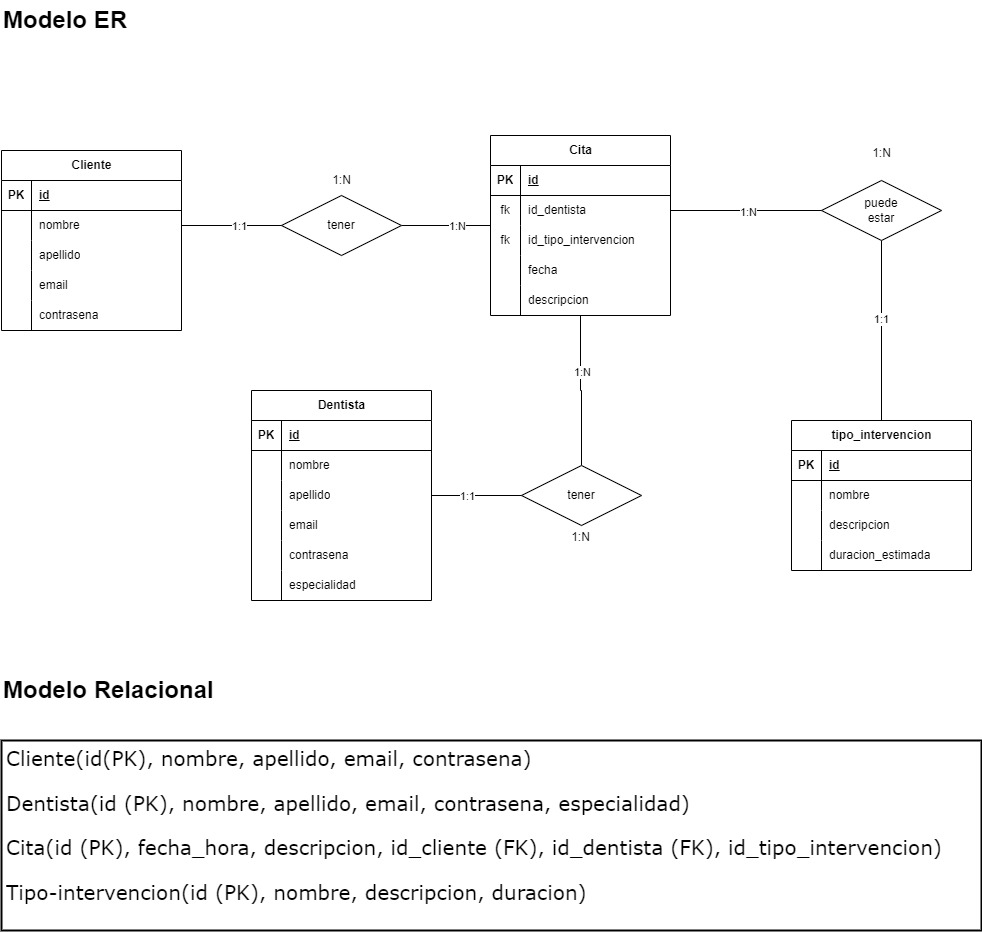 Modelo ER
Cliente
PK id
nombre
apellido
email
contrasena
1:1
1:N
tener
1:N
Cita
PK id
fk id_dentista
fk id_tipo_intervencion
fecha
descripcion
1:N
1:N
puede
estar
1:1
1:N
Dentista
PK id
nombre
apellido
email
contrasena
especialidad
1:1
tener
1:N
tipo_intervencion
PK id
nombre
descripcion
duracion_estimada
Modelo Relacional
Cliente(id(PK), nombre, apellido, email, contrasena)
Dentista(id (PK), nombre, apellido, email, contrasena, especialidad)
Cita(id (PK), fecha_hora, descripcion, id_cliente (FK), id_dentista (FK), id_tipo_intervencion)
Tipo-intervencion(id (PK), nombre, descripcion, duracion)